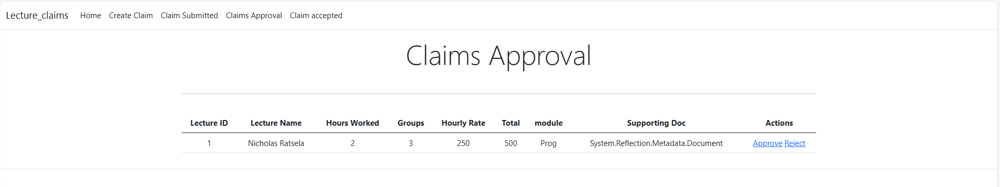 Lecture_claims Home Create Claim Claim Submitted Claims Approval Claim accepted
Claims Approval
Lecture ID Lecture Name Hours Worked Groups Hourly Rate Total module Supporting Doc Actions
1 Nicholas Ratsela 2 3 250 500 Prog System.Reflection.Metadata.Document Approve Reject